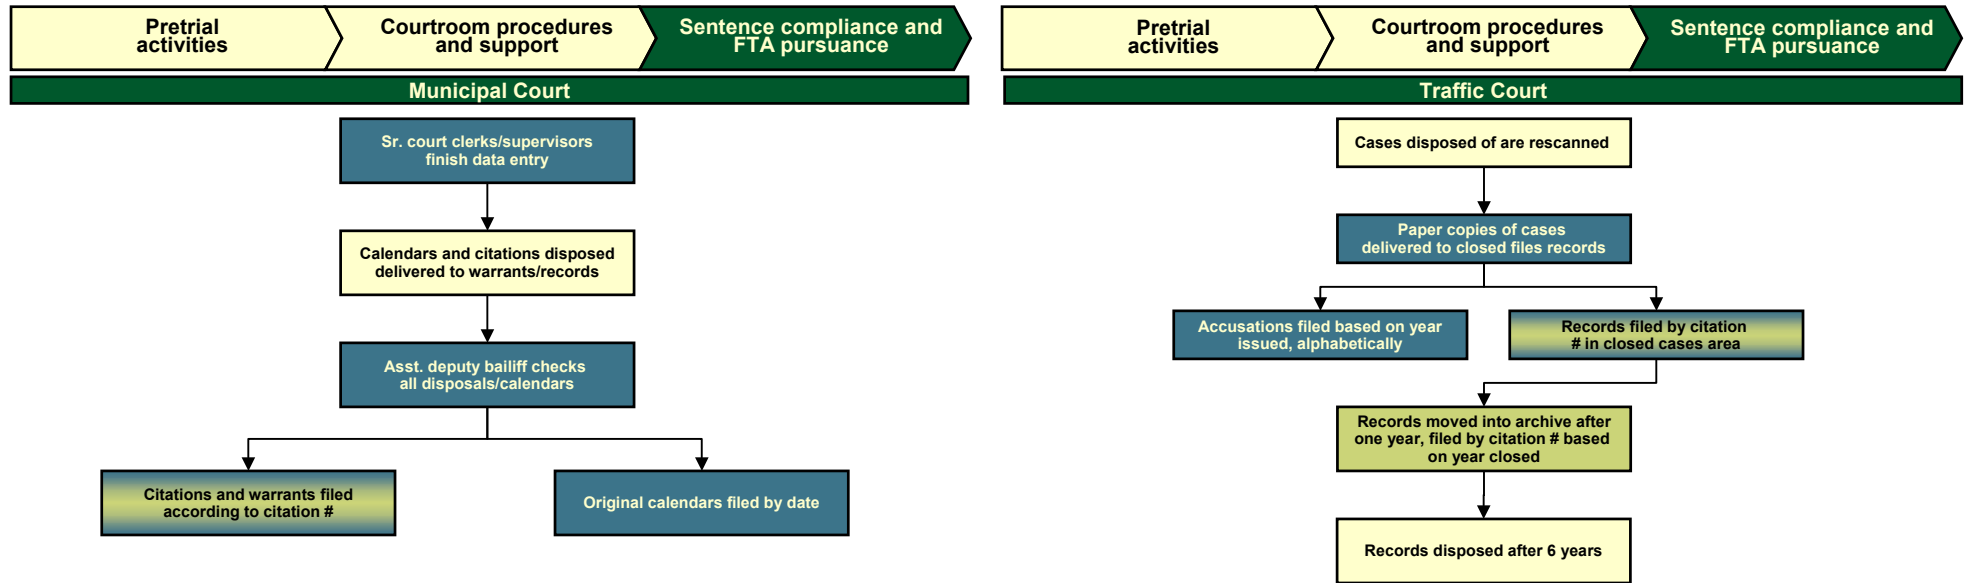 Pretrial
activities
Courtroom procedures
and support
Sentence compliance and
FTA pursuance
Municipal Court
Sr. court clerks/supervisors
finish data entry
Calendars and citations disposed
delivered to warrants/records
Asst. deputy bailiff checks
all disposals/calendars
Citations and warrants filed
according to citation #
Original calendars filed by date
Pretrial
activities
Courtroom procedures
and support
Sentence compliance and
FTA pursuance
Traffic Court
Cases disposed of are rescanned
Paper copies of cases
delivered to closed files records
Accusations filed based on year
issued, alphabetically
Records filed by citation
# in closed cases area
Records moved into archive after
one year, filed by citation # based
on year closed
Records disposed after 6 years